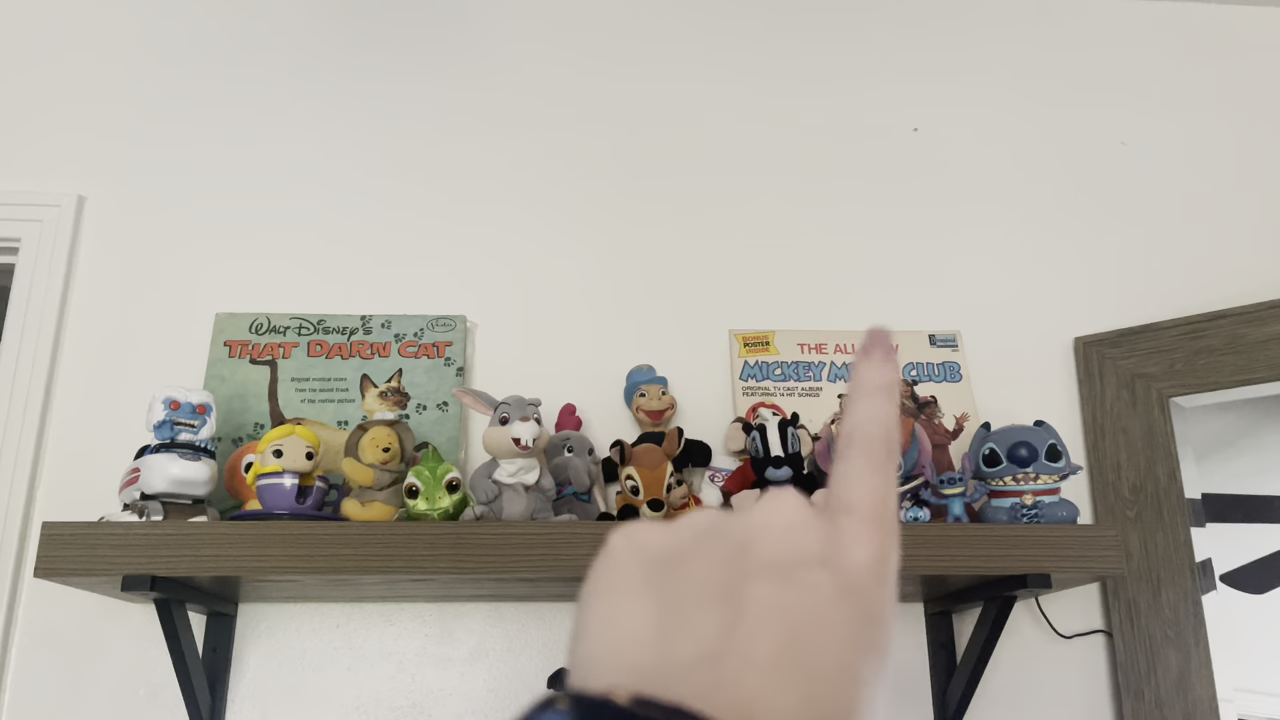 WALT DISNEY'S
THAT DARN CAT
Original musical score
from the sound track
of the motion picture
BONUS
POSTER
INSIDE
THE ALL
MICKEY CLUB
ORIGINAL TV CAST ALBUM
FEATURING 14 HIT SONGS